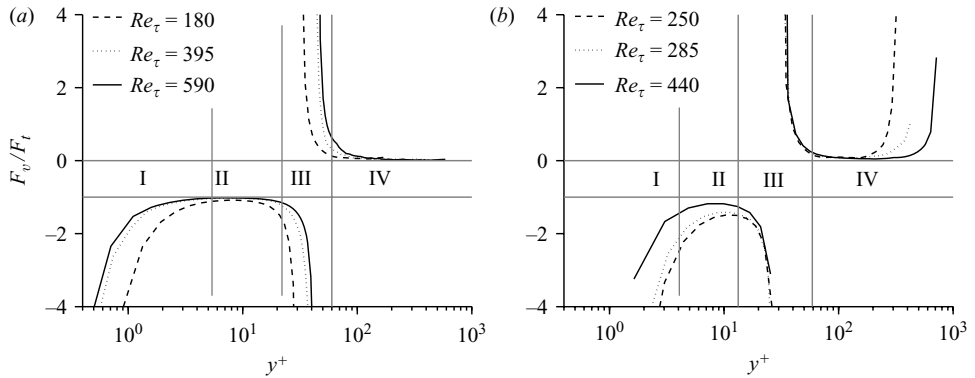 (a)
Re_τ = 180
Re_τ = 395
Re_τ = 590
F_v/F_t
4
2
0
–2
–4
I II III IV
10^0 10^1 10^2 10^3
y^+
(b)
Re_τ = 250
Re_τ = 285
Re_τ = 440
4
2
0
–2
–4
I II III IV
10^0 10^1 10^2 10^3
y^+